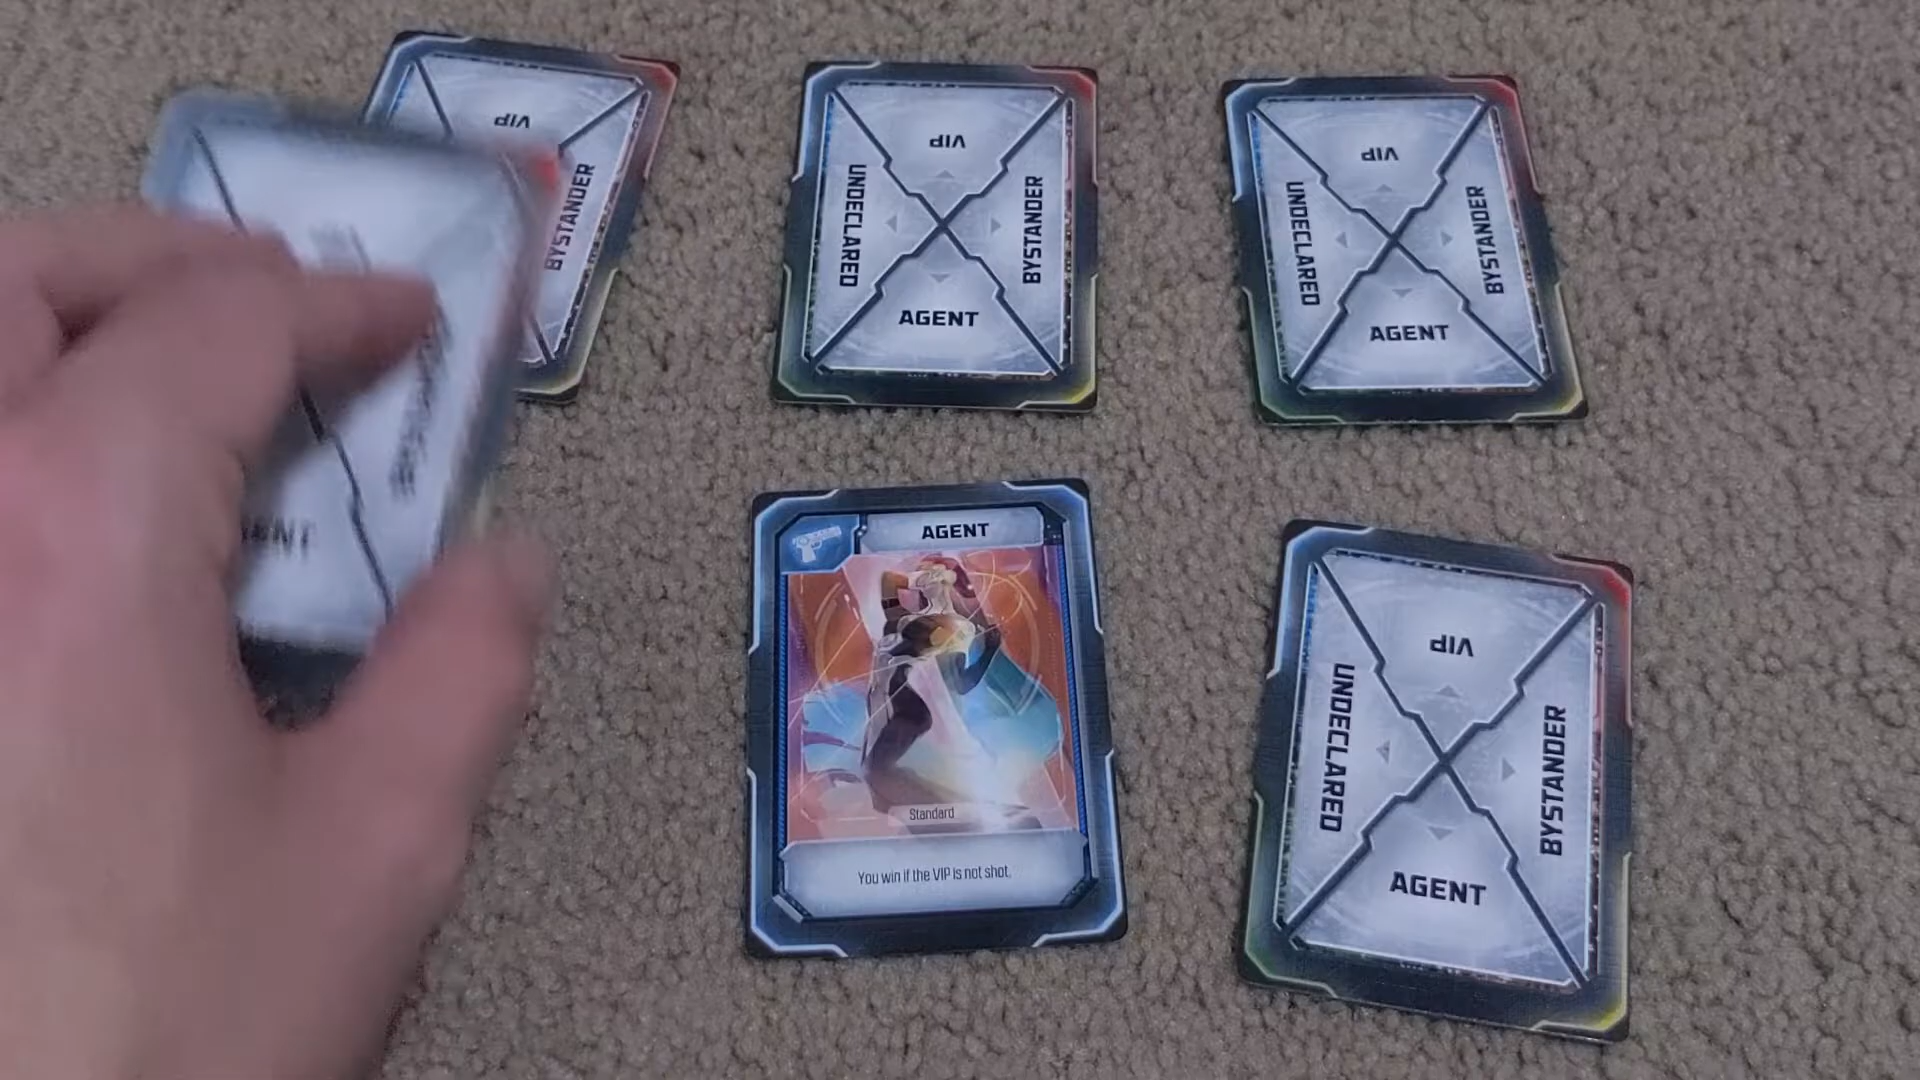 VIP
BYSTANDER
VIP
UNDECLARED
BYSTANDER
AGENT
VIP
UNDECLARED
BYSTANDER
AGENT
AGENT
Standard
You win if the VIP is not shot.
VIP
UNDECLARED
BYSTANDER
AGENT